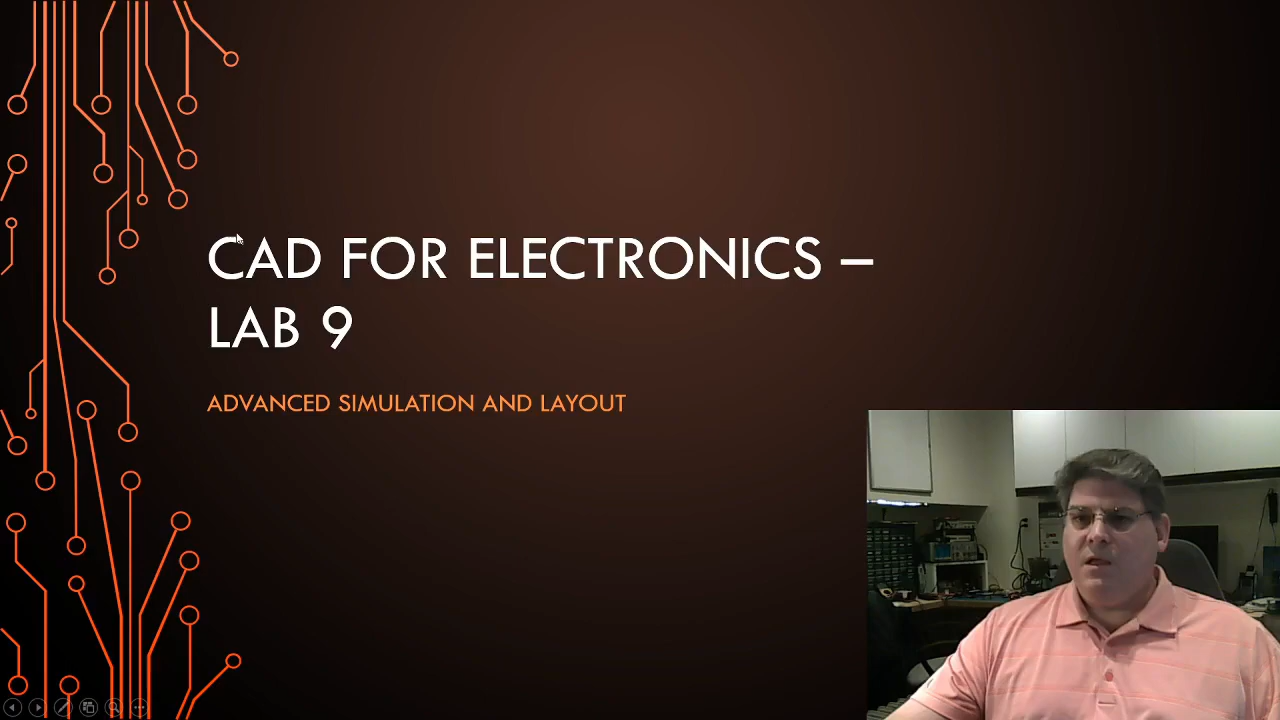 CAD FOR ELECTRONICS –
LAB 9
ADVANCED SIMULATION AND LAYOUT